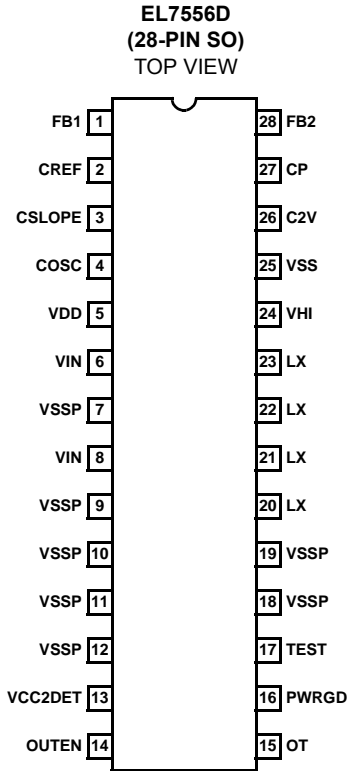 EL7556D
(28-PIN SO)
TOP VIEW
FB1 1 28 FB2
CREF 2 27 CP
CSLOPE 3 26 C2V
COSC 4 25 VSS
VDD 5 24 VHI
VIN 6 23 LX
VSSP 7 22 LX
VIN 8 21 LX
VSSP 9 20 LX
VSSP 10 19 VSSP
VSSP 11 18 VSSP
VSSP 12 17 TEST
VCC2DET 13 16 PWRGD
OUTEN 14 15 OT